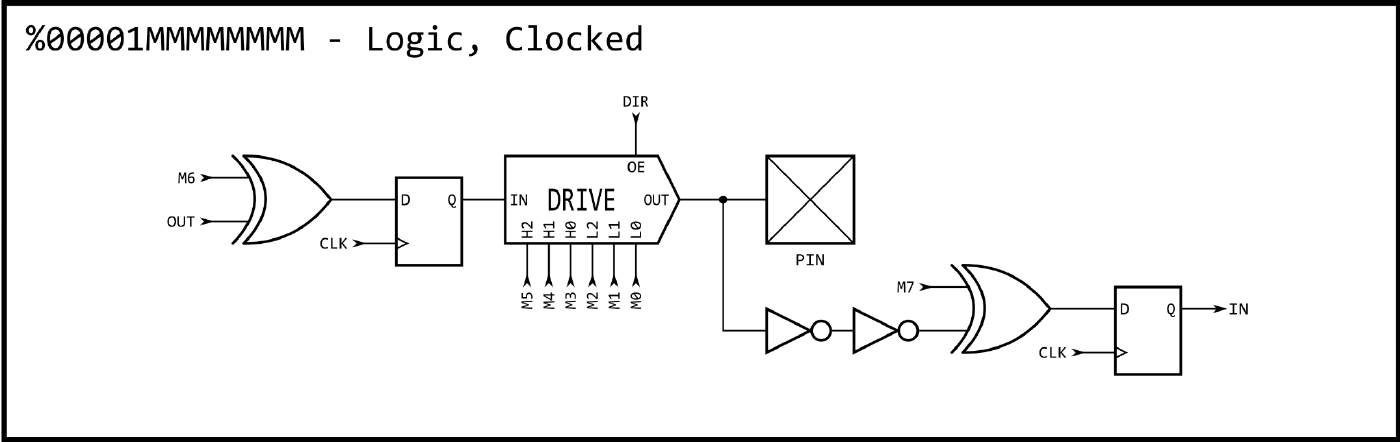 %00001MMMMMMMM - Logic, Clocked
DIR
OE
M6
OUT
CLK
D Q
IN DRIVE OUT
H2 H1 H0 L2 L1 L0
M5 M4 M3 M2 M1 M0
PIN
M7
CLK
D Q
IN